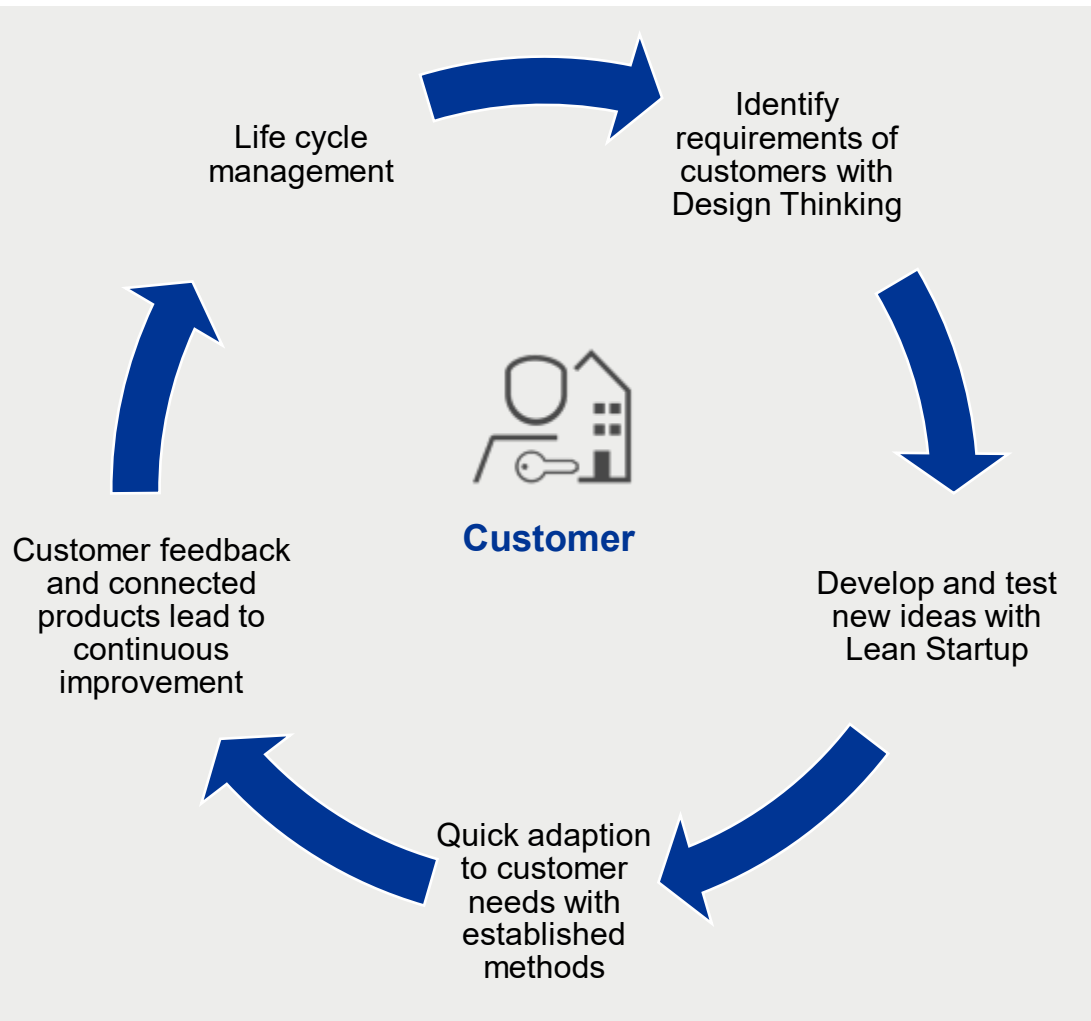 Life cycle
management
Identify
requirements of
customers with
Design Thinking
Develop and test
new ideas with
Lean Startup
Quick adaption
to customer
needs with
established
methods
Customer feedback
and connected
products lead to
continuous
improvement
Customer